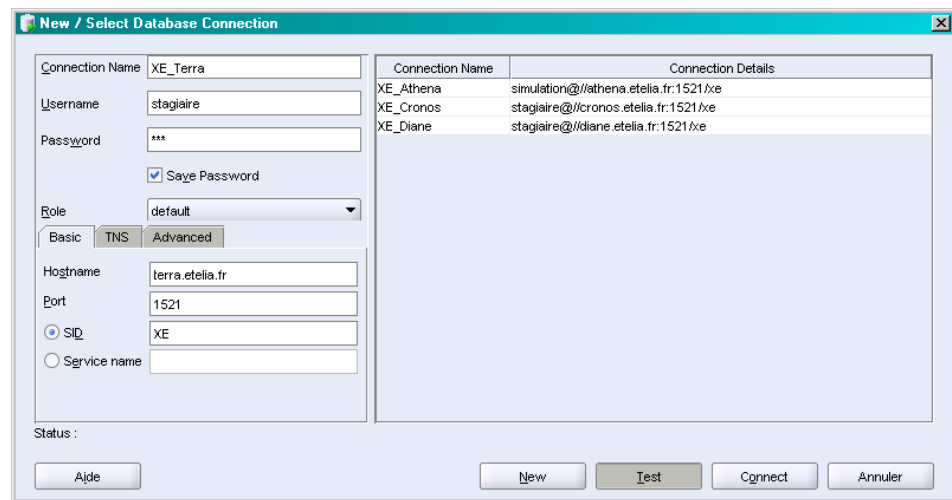 New / Select Database Connection
Connection Name XE_Terra
Username stagiaire
Password ***
Save Password
Role default
Basic TNS Advanced
Hostname terra.etelia.fr
Port 1521
SID XE
Service name
Connection Name Connection Details
XE_Athena simulation@//athena.etelia.fr:1521/xe
XE_Cronos stagiaire@//cronos.etelia.fr:1521/xe
XE_Diane stagiaire@//diane.etelia.fr:1521/xe
Status :
Aide New Test Connect Annuler